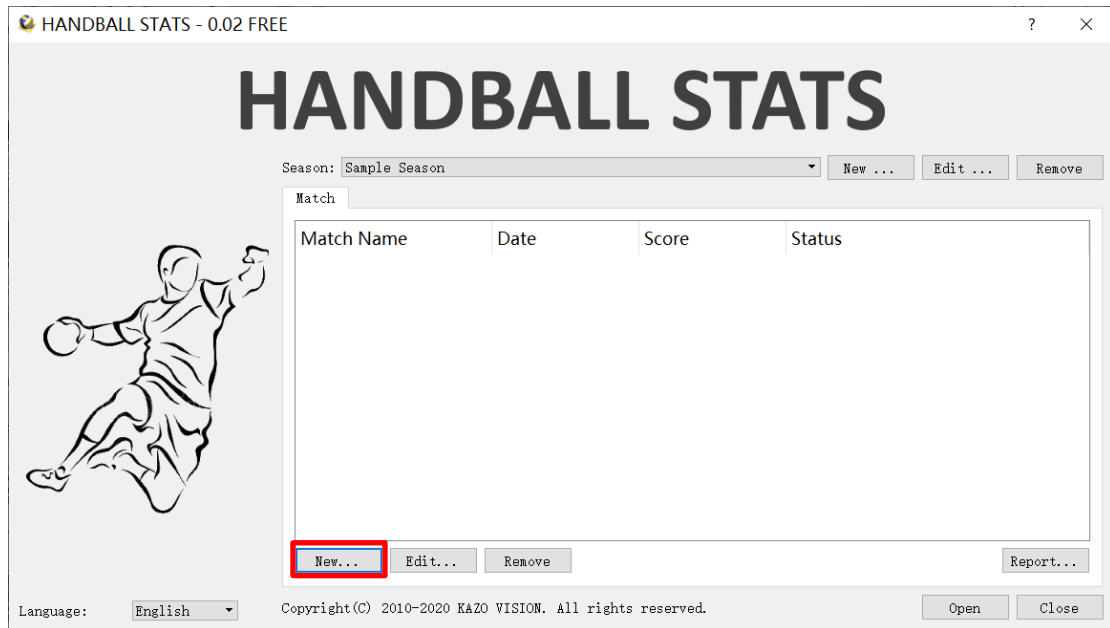 HANDBALL STATS - 0.02 FREE
HANDBALL STATS
Season: Sample Season New ... Edit ... Remove
Match
Match Name Date Score Status
New... Edit... Remove Report...
Language: English Copyright(C) 2010-2020 KAZO VISION. All rights reserved. Open Close